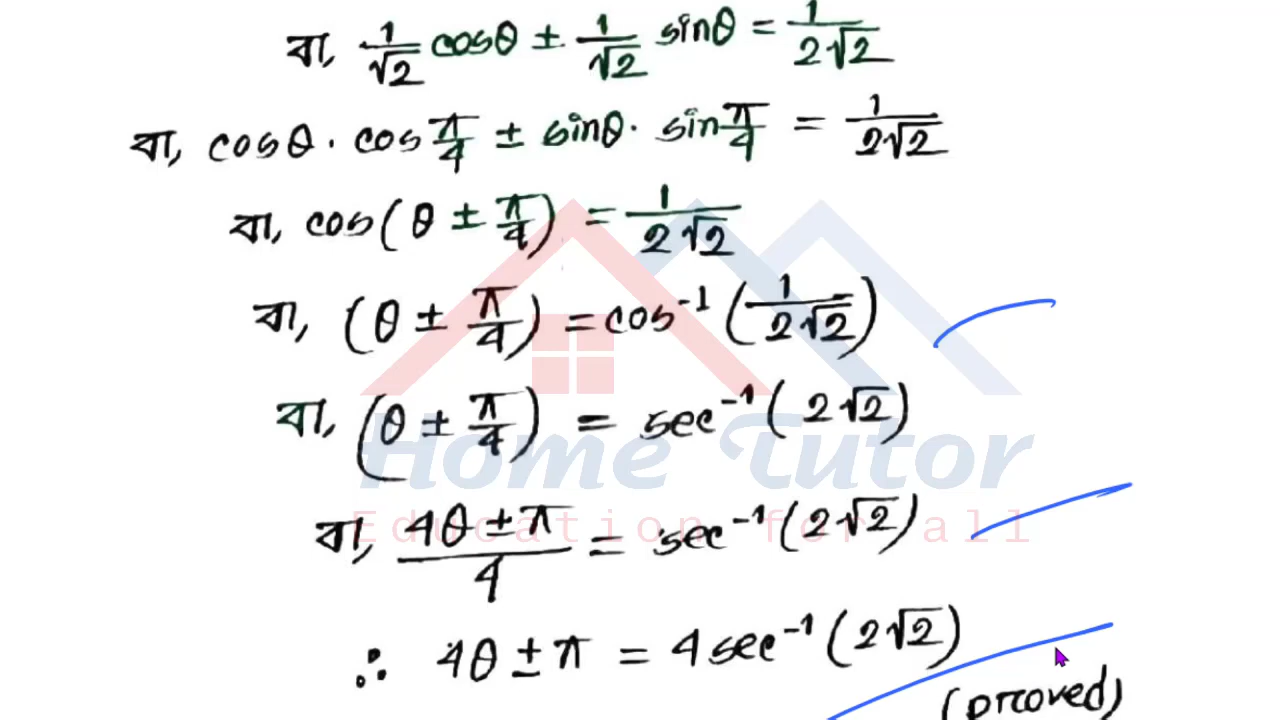 বা, 1/√2 cosθ ± 1/√2 sinθ = 1/2√2
বা, cosθ · cos π/4 ± sinθ · sin π/4 = 1/2√2
বা, cos(θ ± π/4) = 1/2√2
বা, (θ ± π/4) = cos⁻¹ (1/2√2)
বা, (θ ± π/4) = sec⁻¹ (2√2)
Home Tutor
Education for all
বা, 4θ ± π/4 = sec⁻¹ (2√2)
∴ 4θ ± π = 4 sec⁻¹ (2√2)
(proved)